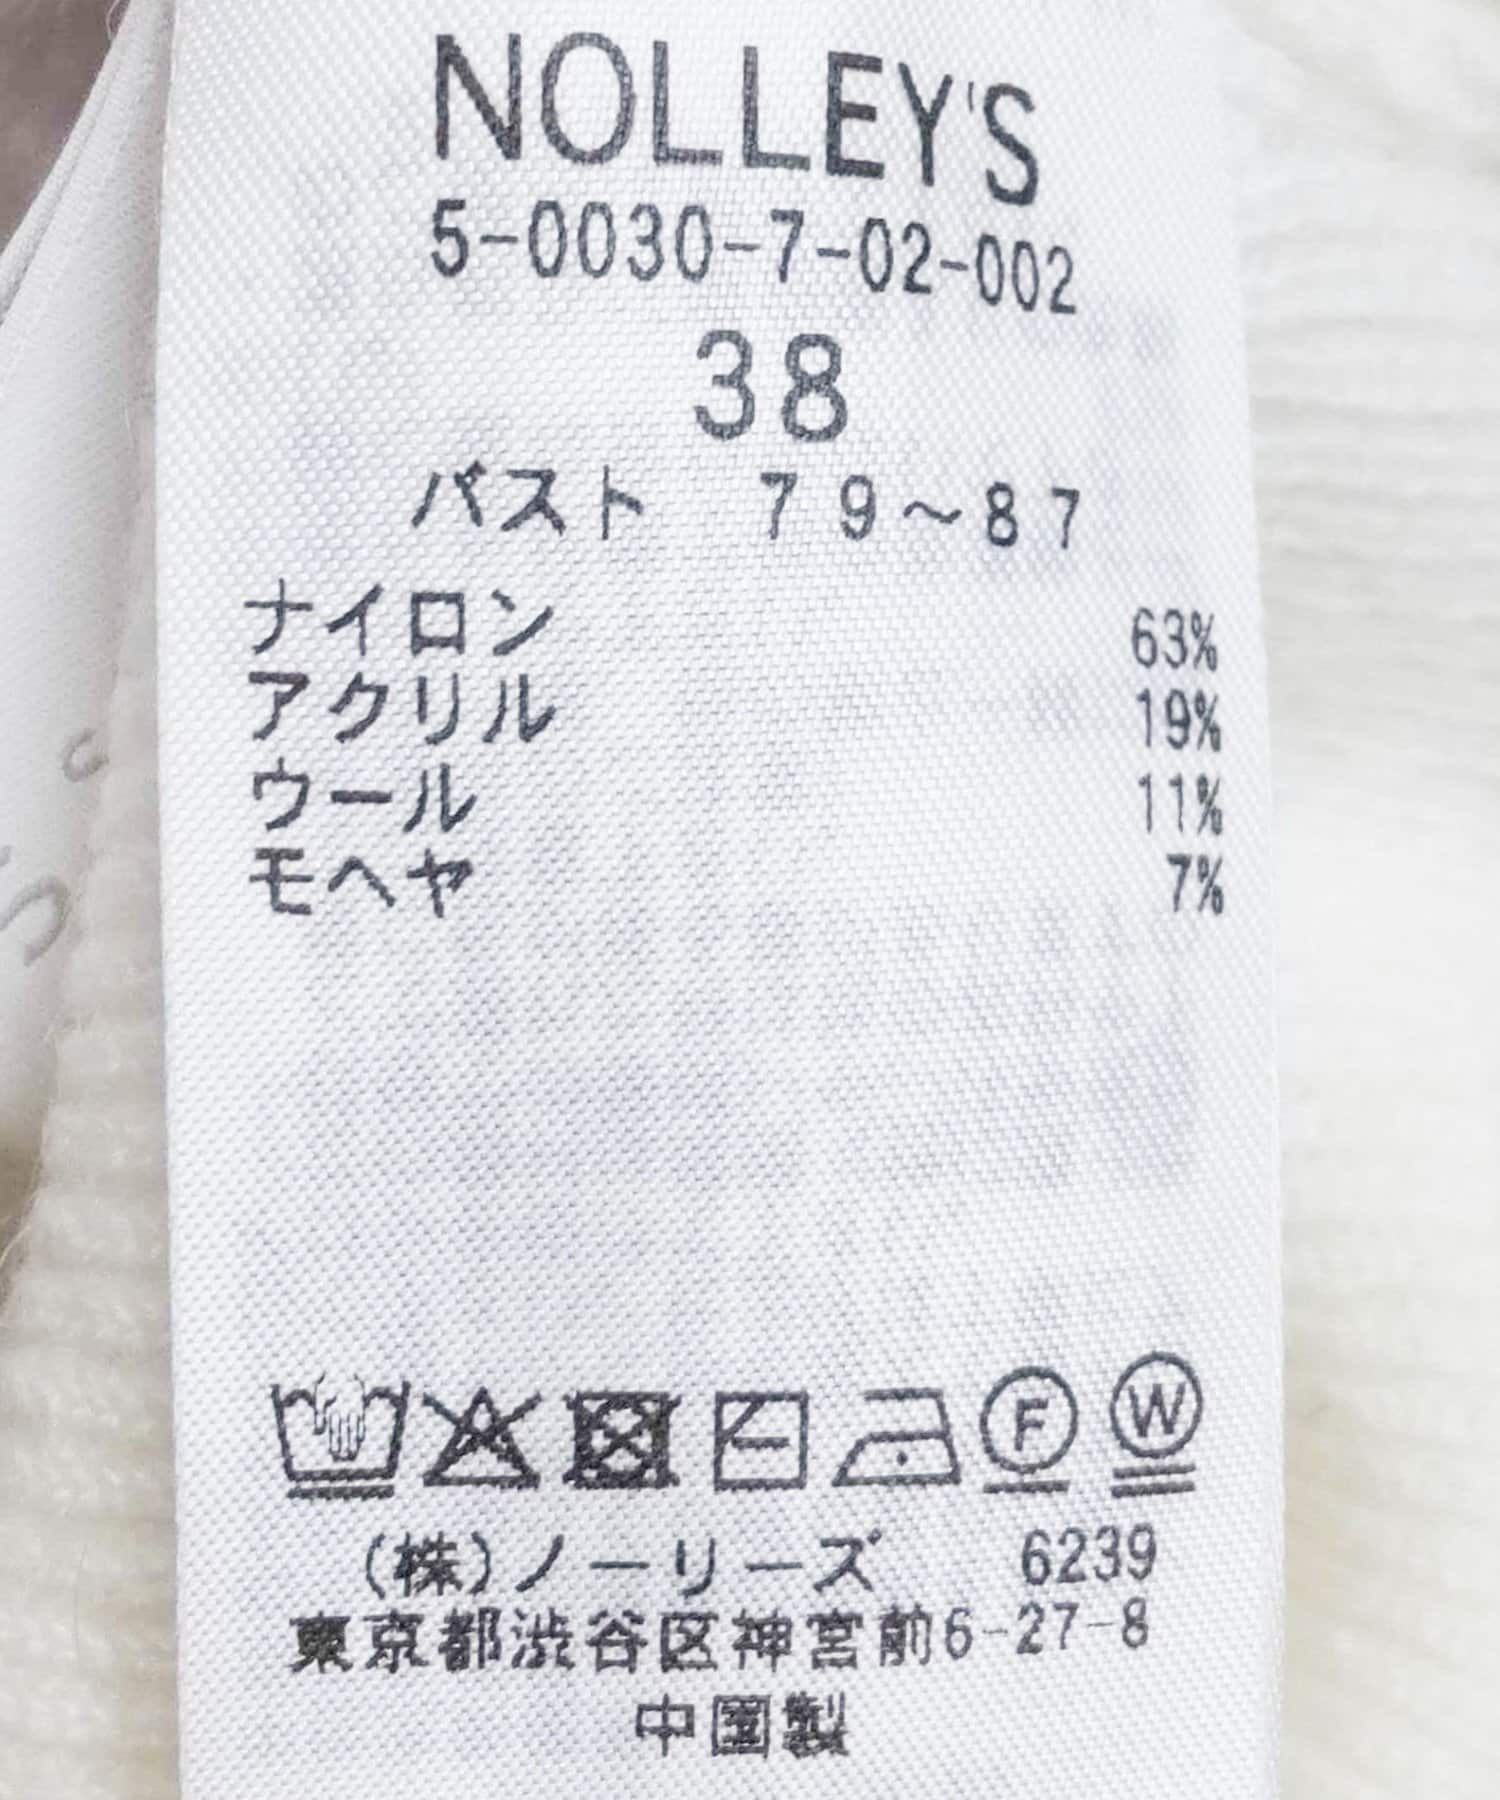 NOLLEY'S
5-0030-7-02-002
38
バスト 79～87
ナイロン 63%
アクリル 19%
ウール 11%
モヘヤ 7%
F W
(株)ノーリーズ 6239
東京都渋谷区神宮前6-27-8
中国製